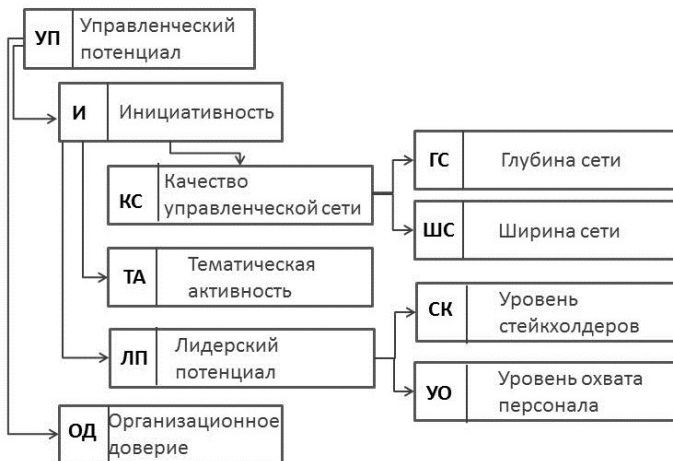 УП
Управленческий
потенциал
И
Инициативность
КС
Качество
управленческой сети
ГС
Глубина сети
ШС
Ширина сети
ТА
Тематическая
активность
ЛП
Лидерский
потенциал
СК
Уровень
стейкхолдеров
УО
Уровень охвата
персонала
ОД
Организационное
доверие